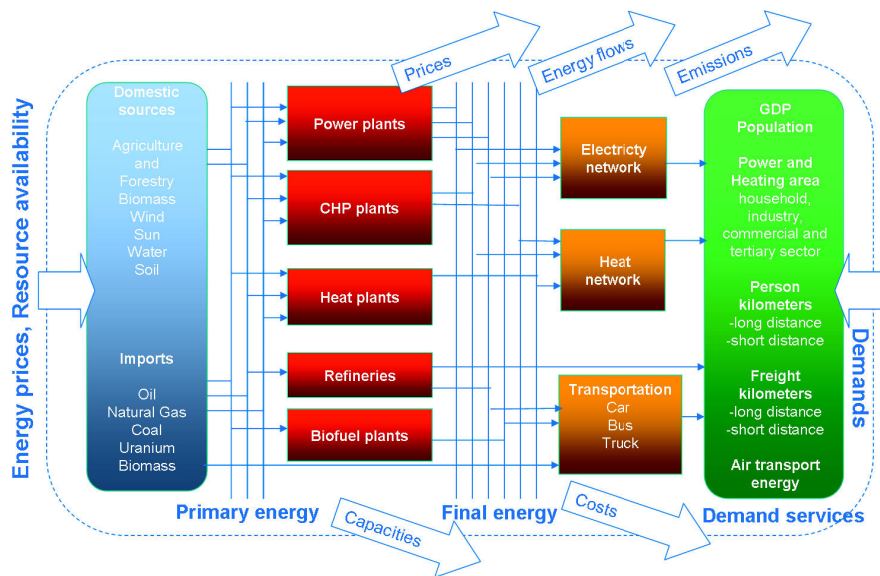 Prices
Energy flows
Emissions
Energy prices, Resource availability
Domestic
sources
Agriculture
and
Forestry
Biomass
Wind
Sun
Water
Soil
Imports
Oil
Natural Gas
Coal
Uranium
Biomass
Power plants
CHP plants
Heat plants
Refineries
Biofuel plants
Electricty
network
Heat
network
Transportation
Car
Bus
Truck
GDP
Population
Power and
Heating area
household,
industry,
commercial and
tertiary sector
Person
kilometers
-long distance
-short distance
Freight
kilometers
-long distance
-short distance
Air transport
energy
Demands
Primary energy
Final energy
Demand services
Capacities
Costs